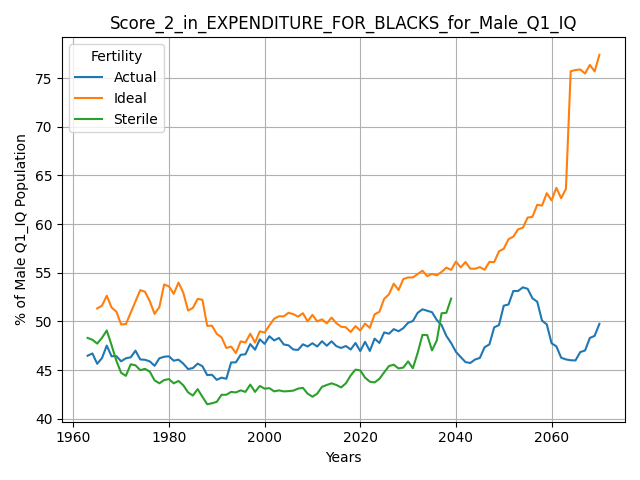 Score_2_in_EXPENDITURE_FOR_BLACKS_for_Male_Q1_IQ
Fertility
Actual
Ideal
Sterile
% of Male Q1_IQ Population
75
70
65
60
55
50
45
40
1960
1980
2000
2020
2040
2060
Years